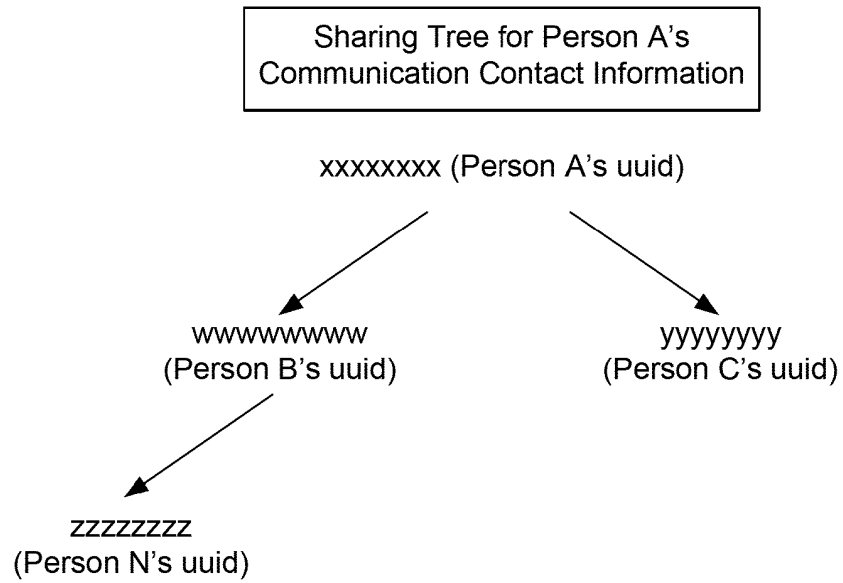 Sharing Tree for Person A's
Communication Contact Information
xxxxxxxx (Person A's uuid)
wwwwwwww
(Person B's uuid)
yyyyyyyy
(Person C's uuid)
zzzzzzzz
(Person N's uuid)